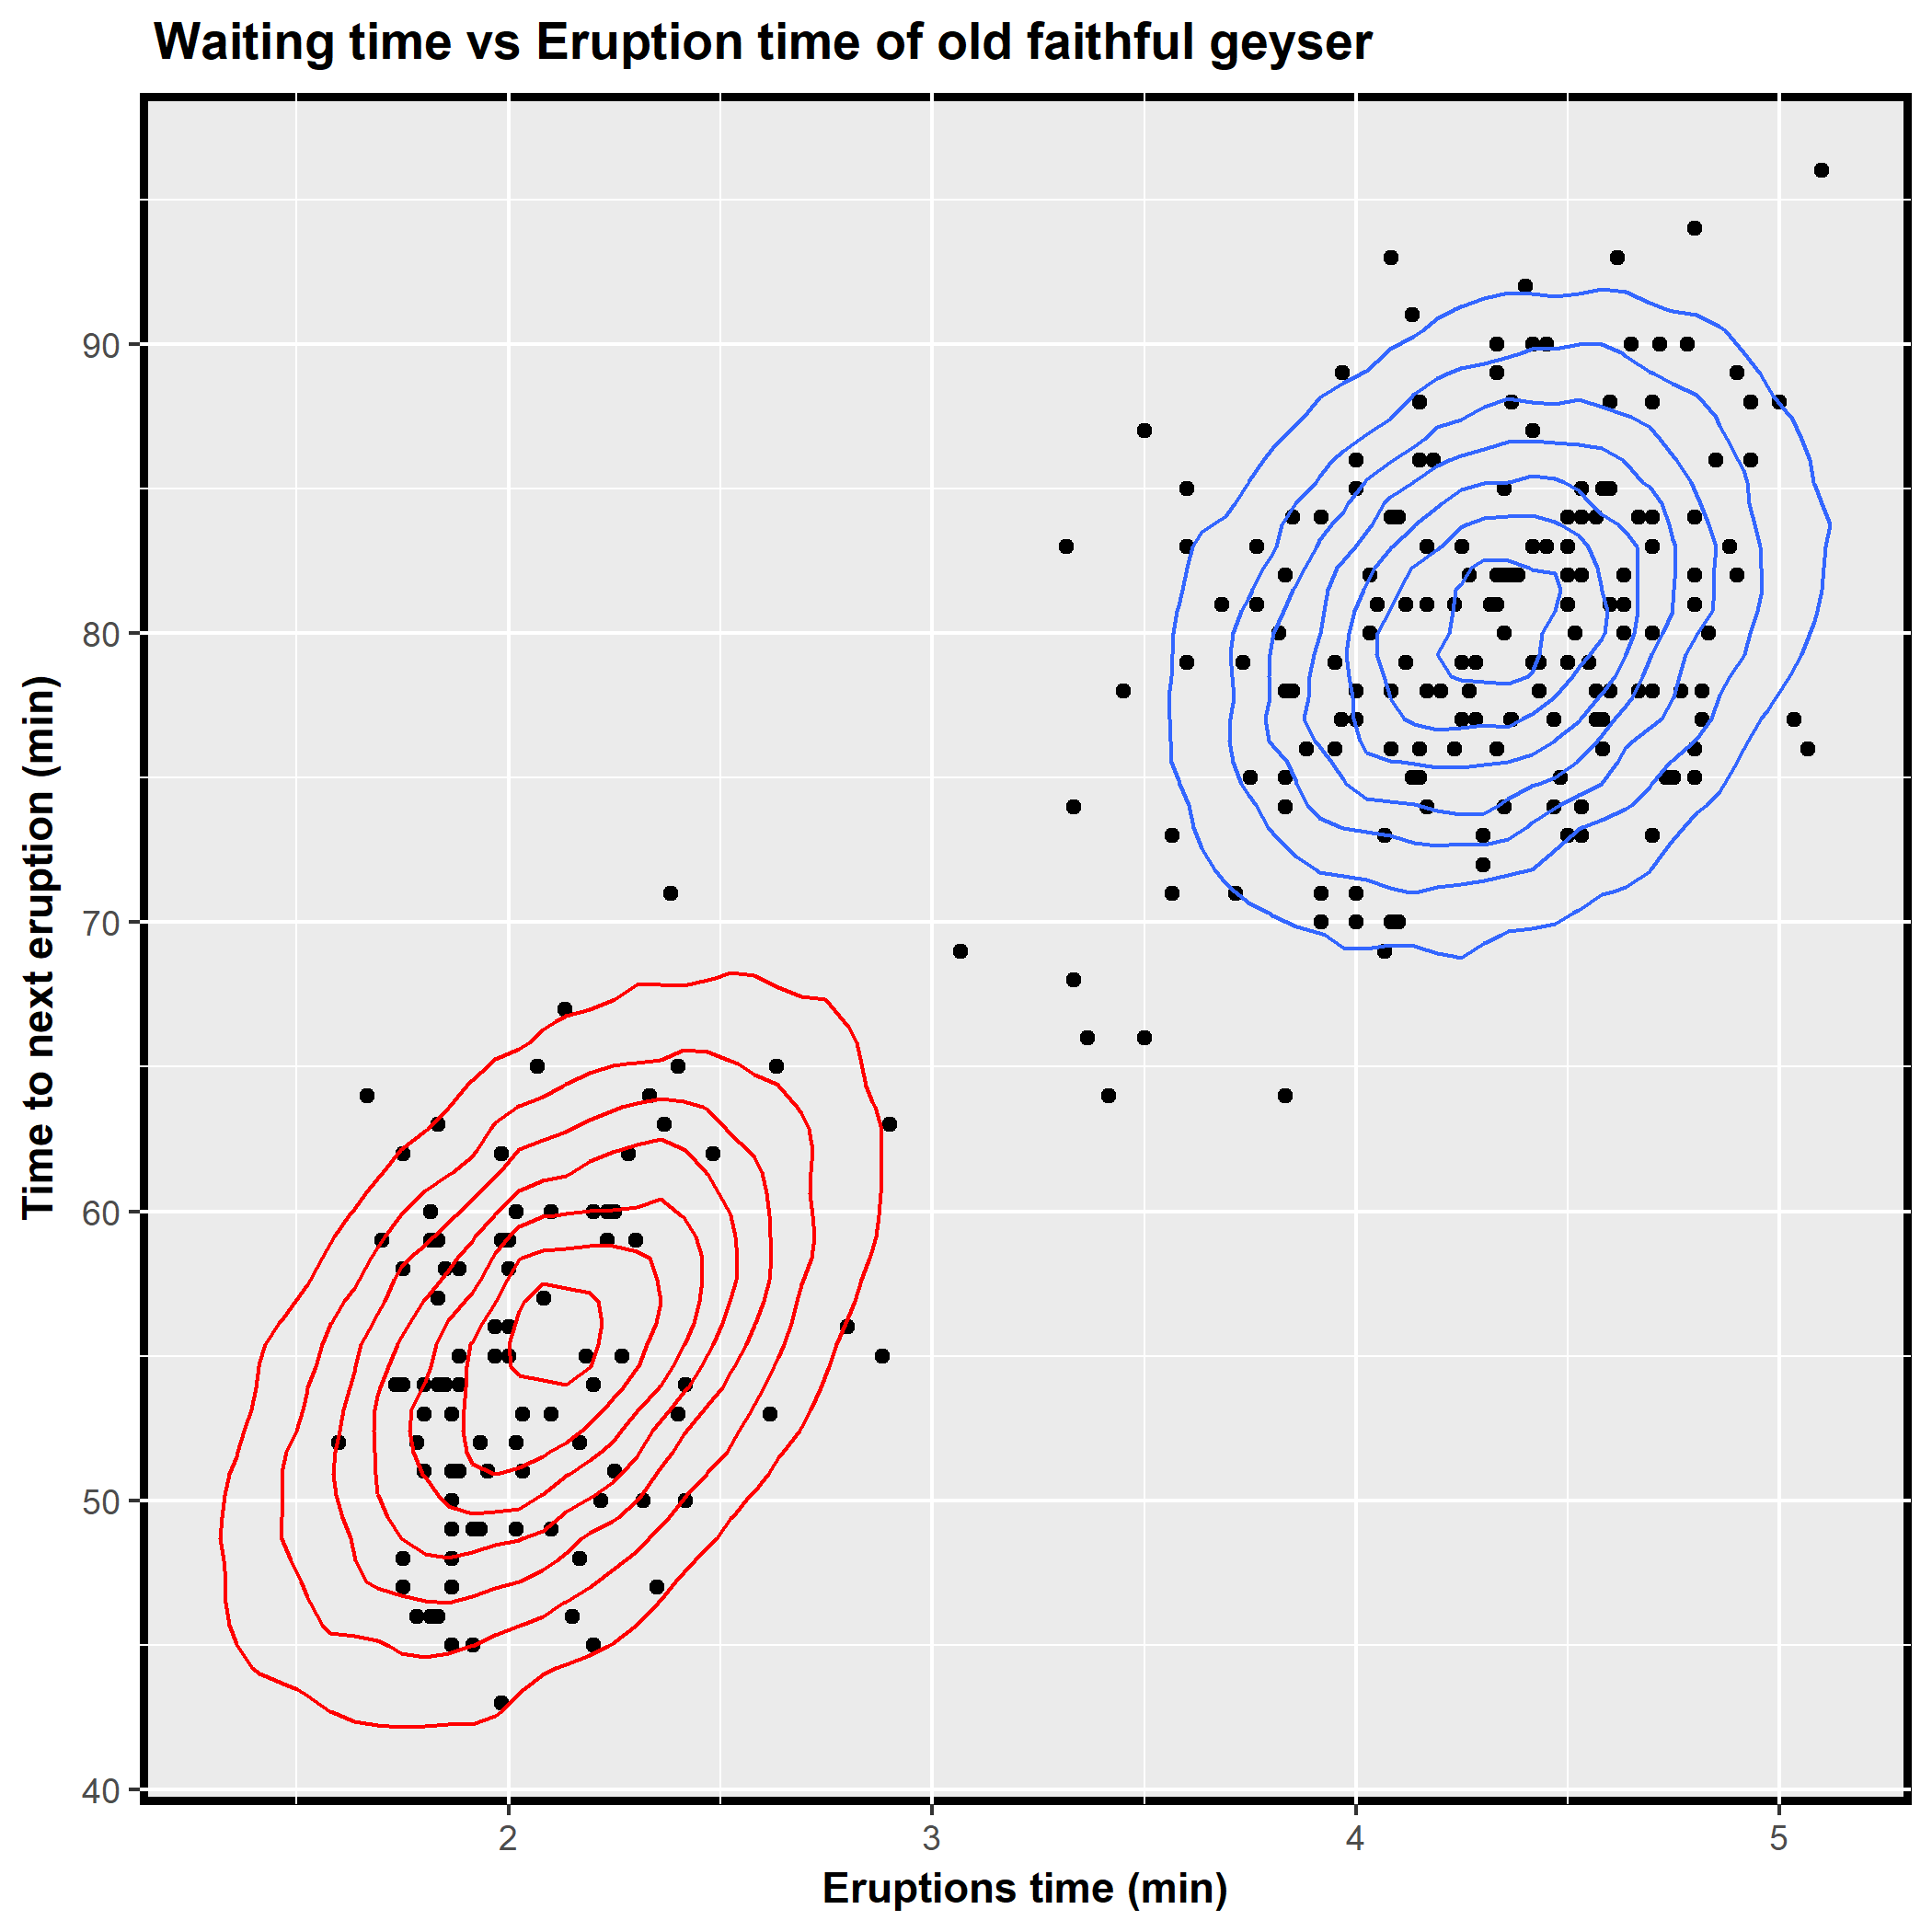 Waiting time vs Eruption time of old faithful geyser
Time to next eruption (min)
90
80
70
60
50
40
2 3 4 5
Eruptions time (min)